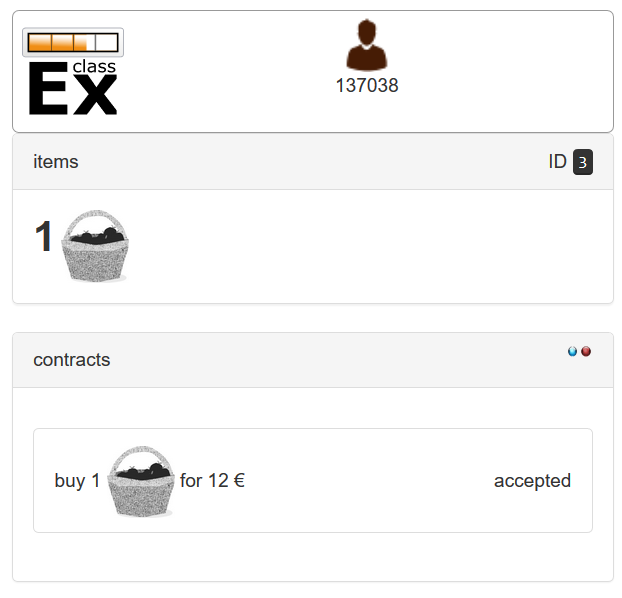 class
Ex
137038
items ID 3
1
contracts
buy 1 for 12 € accepted